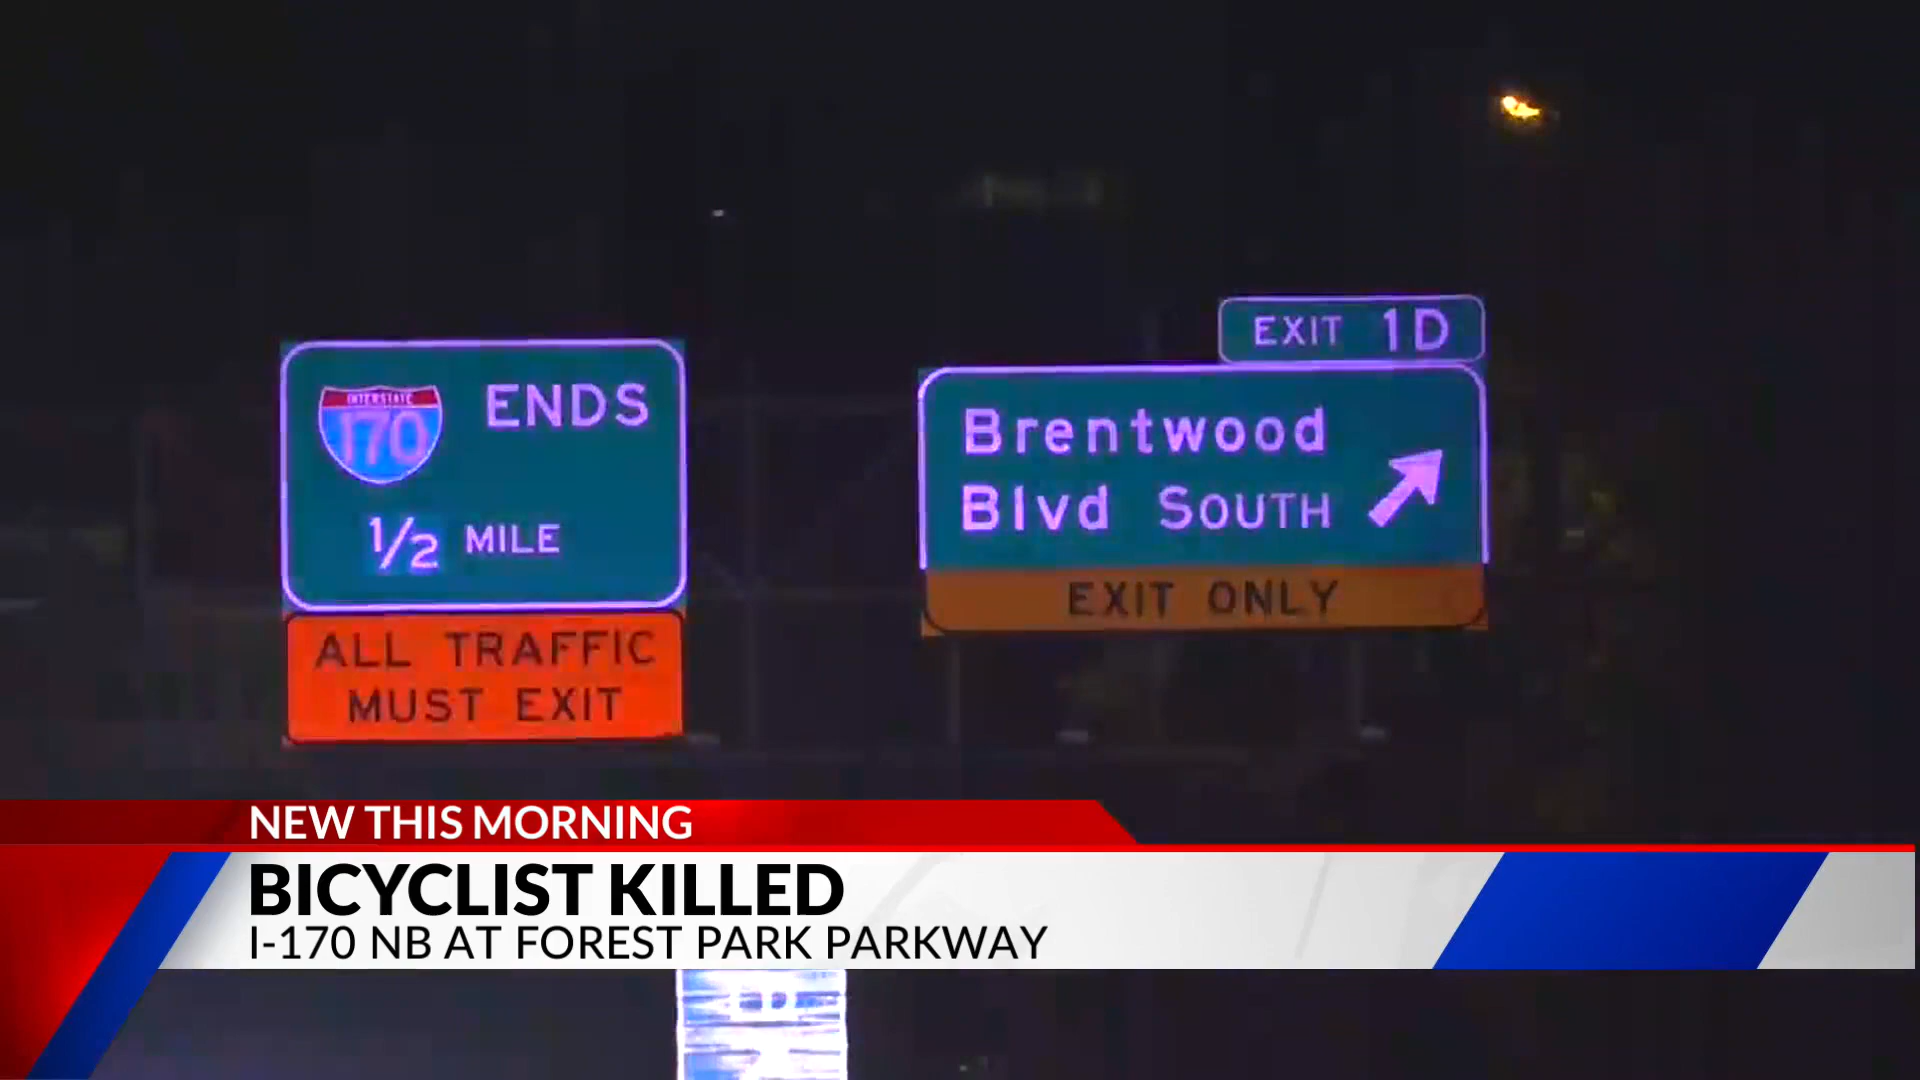 EXIT 1D
INTERSTATE
170 ENDS
1/2 MILE
ALL TRAFFIC
MUST EXIT
Brentwood
Blvd SOUTH
EXIT ONLY
NEW THIS MORNING
BICYCLIST KILLED
I-170 NB AT FOREST PARK PARKWAY